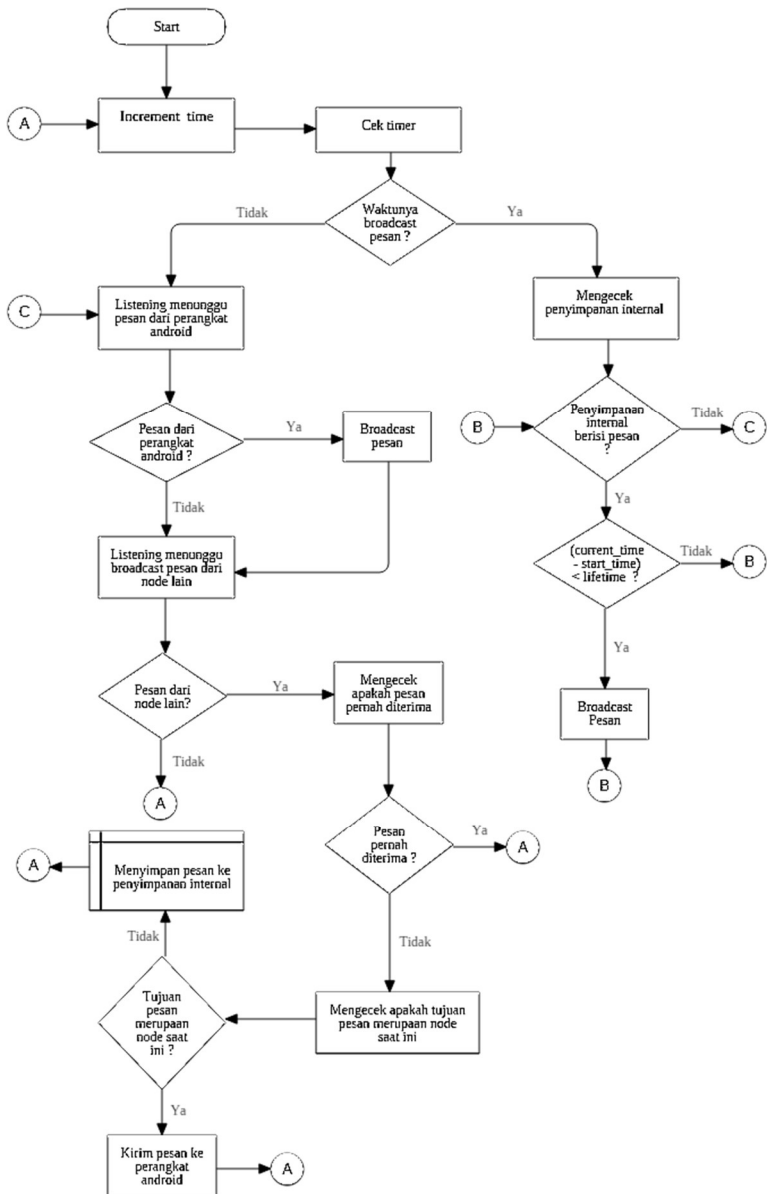 Start
A
Increment time
Cek timer
Waktunya
broadcast
pesan ?
Tidak
Ya
C
Listening menunggu
pesan dari perangkat
android
Mengecek
penyimpanan internal
Pesan dari
perangkat
android ?
Ya
Broadcast
pesan
B
Penyimpanan
internal
berisi pesan
?
Tidak
C
Tidak
Ya
Listening menunggu
broadcast pesan dari
node lain
(current_time
- start_time)
< lifetime ?
Tidak
B
Ya
Pesan dari
node lain?
Ya
Mengecek
apakah pesan
pernah diterima
Broadcast
Pesan
Tidak
A
B
Pesan
pernah
diterima ?
Ya
A
A
Menyimpan pesan ke
penyimpanan internal
Tidak
Tidak
Tujuan
pesan
merupaan
node saat
ini ?
Mengecek apakah tujuan
pesan merupaan node
saat ini
Ya
Kirim pesan ke
perangkat
android
A